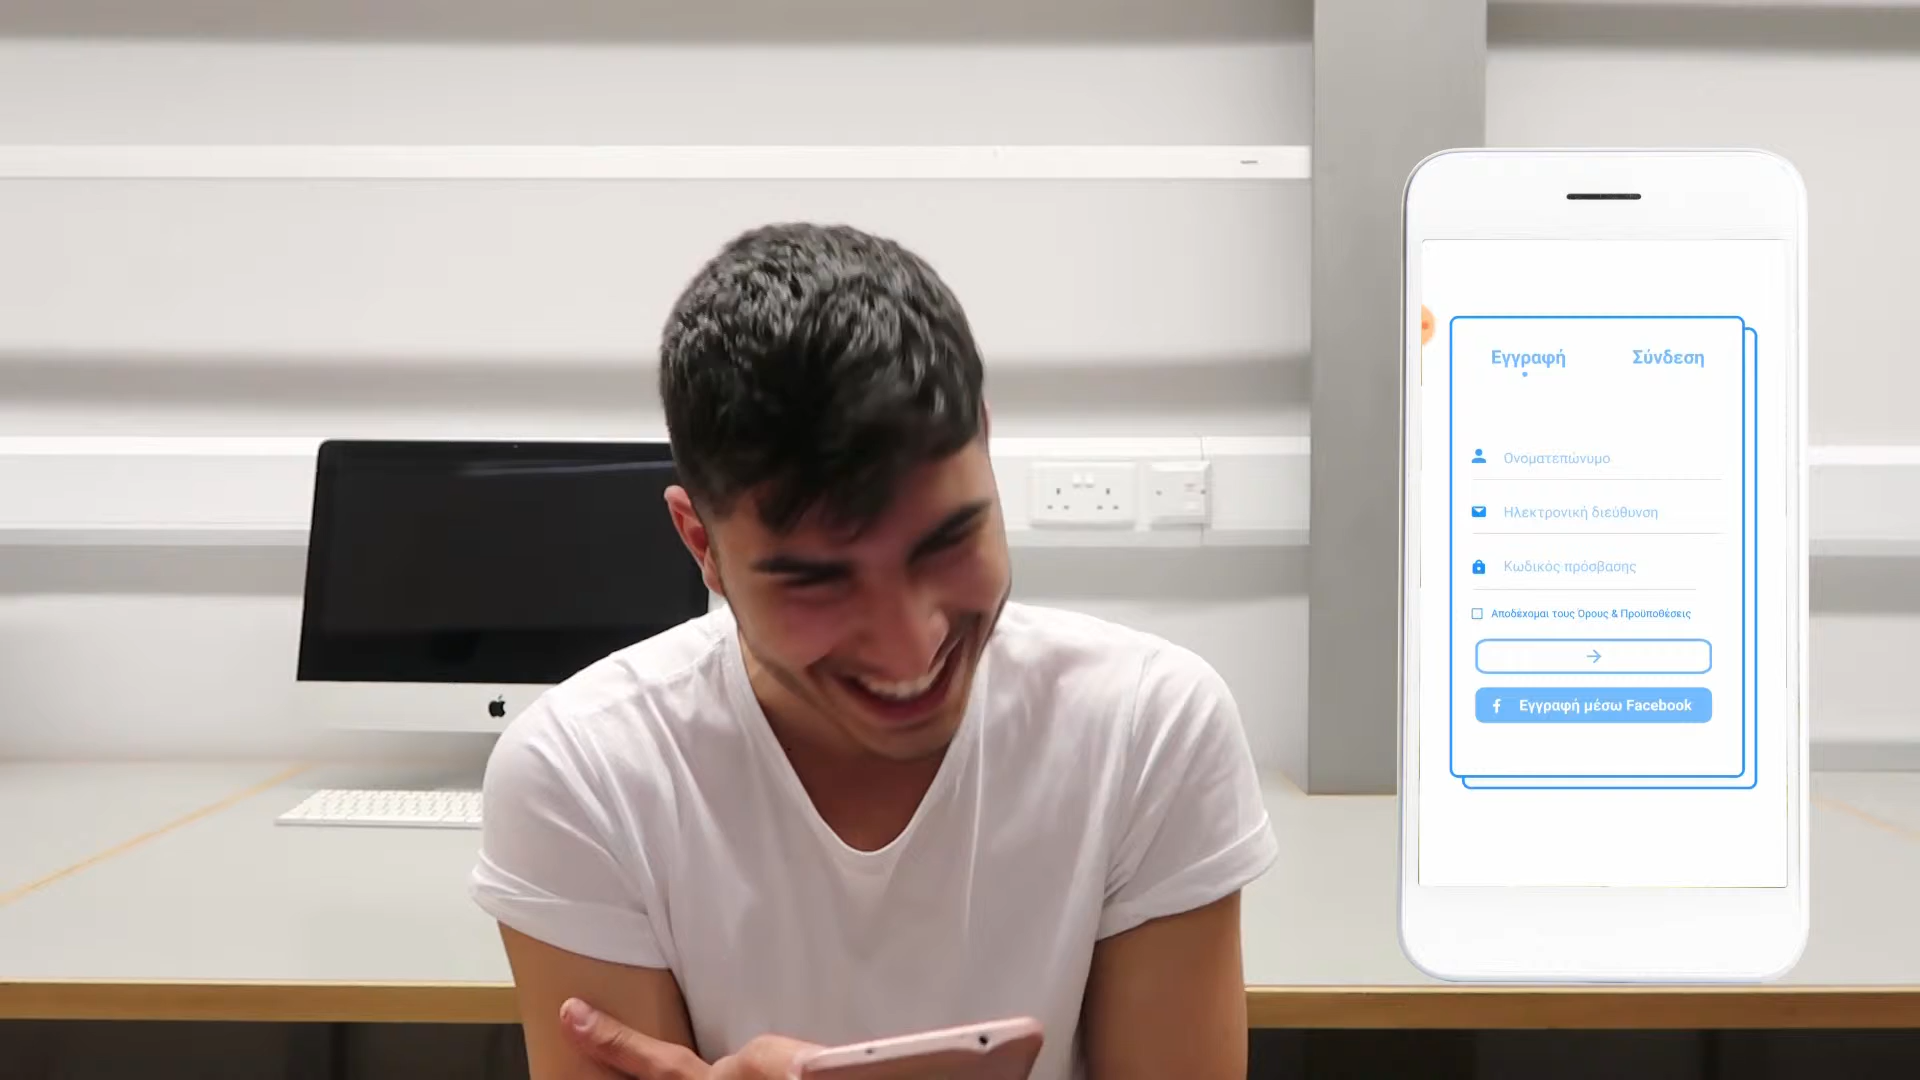 Εγγραφή Σύνδεση
Ονοματεπώνυμο
Ηλεκτρονική διεύθυνση
Κωδικός πρόσβασης
Αποδέχομαι τους Όρους & Προϋποθέσεις
Εγγραφή μέσω Facebook